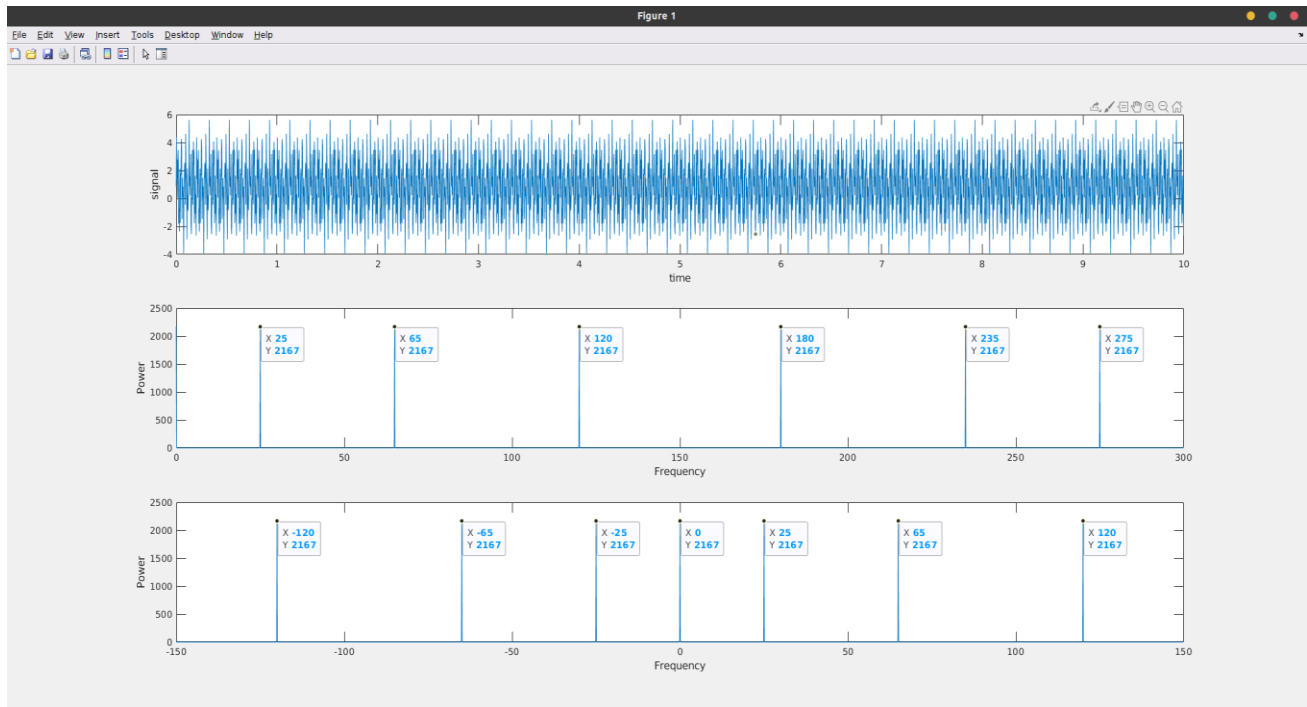 Figure 1
File Edit View Insert Tools Desktop Window Help
6
4
2
0
-2
-4
signal
0 1 2 3 4 5 6 7 8 9 10
time
2500
2000
1500
1000
500
0
Power
X 25
Y 2167
X 65
Y 2167
X 120
Y 2167
X 180
Y 2167
X 235
Y 2167
X 275
Y 2167
0 50 100 150 200 250 300
Frequency
2500
2000
1500
1000
500
0
Power
X -120
Y 2167
X -65
Y 2167
X -25
Y 2167
X 0
Y 2167
X 25
Y 2167
X 65
Y 2167
X 120
Y 2167
-150 -100 -50 0 50 100 150
Frequency